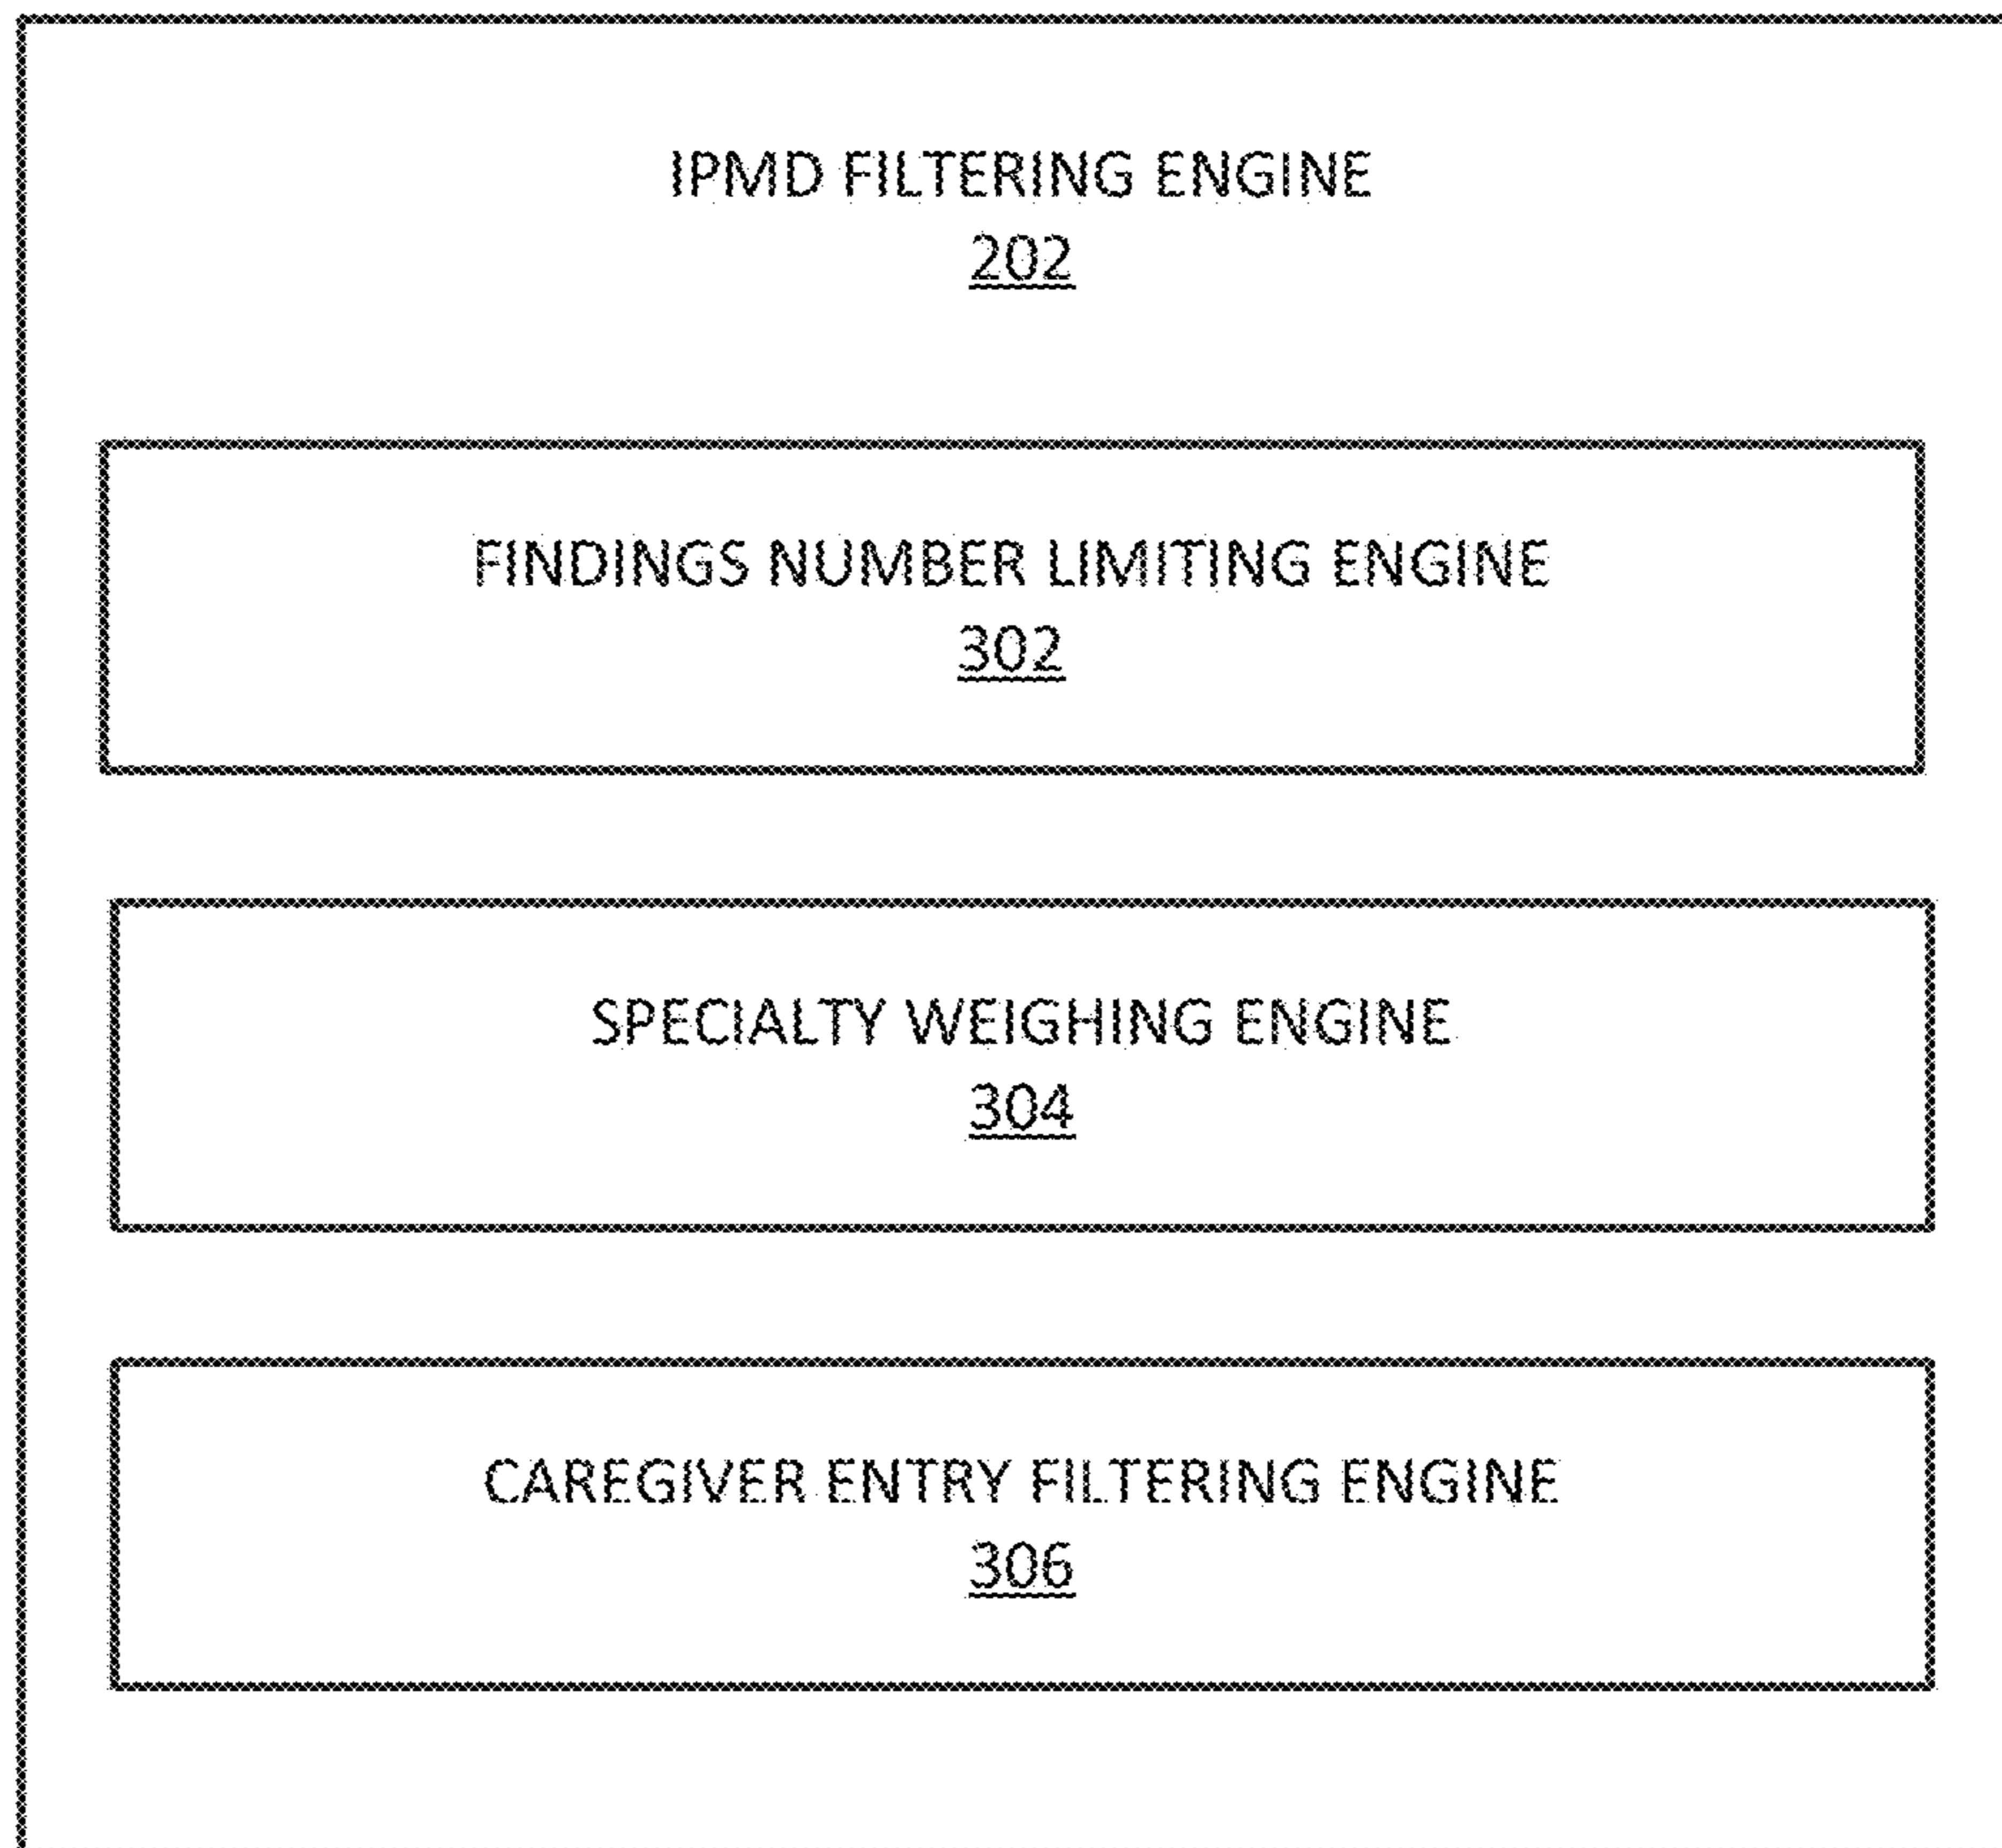 IPMD FILTERING ENGINE
202
FINDINGS NUMBER LIMITING ENGINE
302
SPECIALTY WEIGHING ENGINE
304
CAREGIVER ENTRY FILTERING ENGINE
306